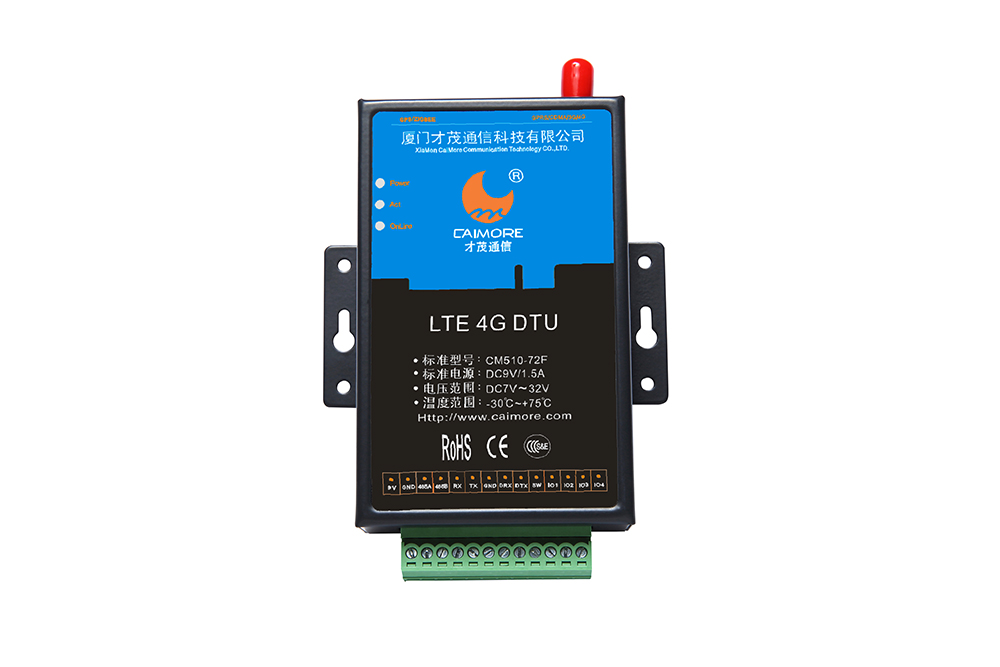 厦门才茂通信科技有限公司
XiaMen CaiMore Communication Technology CO.,LTD.
®
Power
Act
OnLine
CAIMORE
才茂通信
LTE 4G DTU
• 标准型号: CM510-72F
• 标准电源: DC9V/1.5A
• 电压范围: DC7V~32V
• 温度范围: -30℃~+75℃
Http://www.caimore.com
RoHS CE CCC S&E
9V GND 485A 485B RX TX GND DRX DTX SW IO1 IO2 IO3 IO4